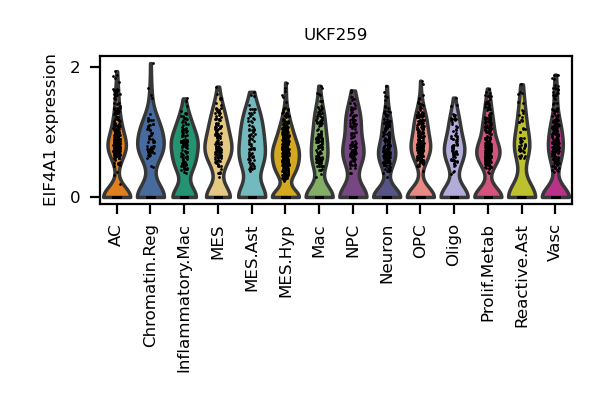 UKF259
EIF4A1 expression
2
0
AC
Chromatin.Reg
Inflammatory.Mac
MES
MES.Ast
MES.Hyp
Mac
NPC
Neuron
OPC
Oligo
Prolif.Metab
Reactive.Ast
Vasc